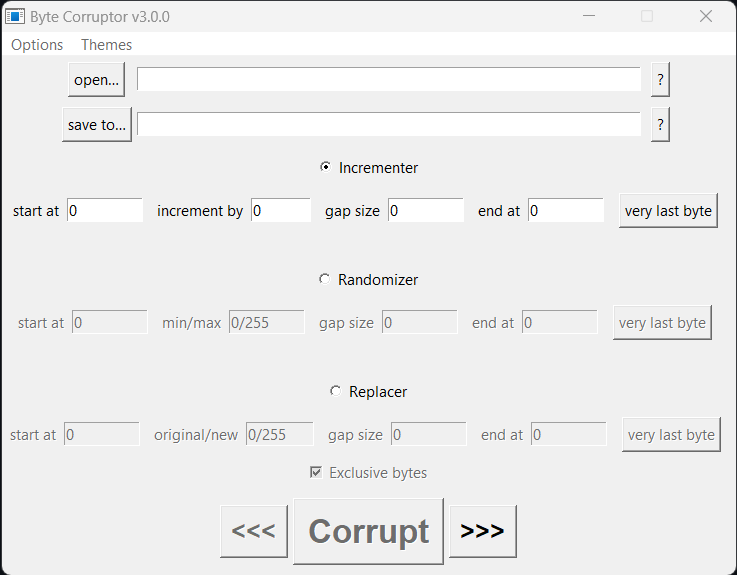 Byte Corruptor v3.0.0
Options Themes
open... ?
save to... ?
Incrementer
start at 0 increment by 0 gap size 0 end at 0 very last byte
Randomizer
start at 0 min/max 0/255 gap size 0 end at 0 very last byte
Replacer
start at 0 original/new 0/255 gap size 0 end at 0 very last byte
Exclusive bytes
<<< Corrupt >>>